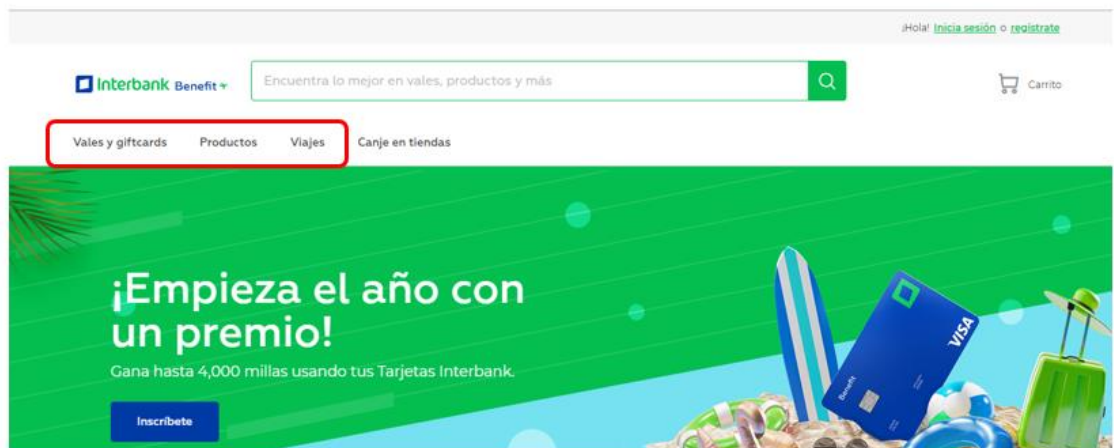 ¡Hola! Inicia sesión o regístrate
Interbank Benefit
Encuentra lo mejor en vales, productos y más
Carrito
Vales y giftcards Productos Viajes Canje en tiendas
¡Empieza el año con
un premio!
Gana hasta 4,000 millas usando tus Tarjetas Interbank.
Inscríbete
VISA
Benefit